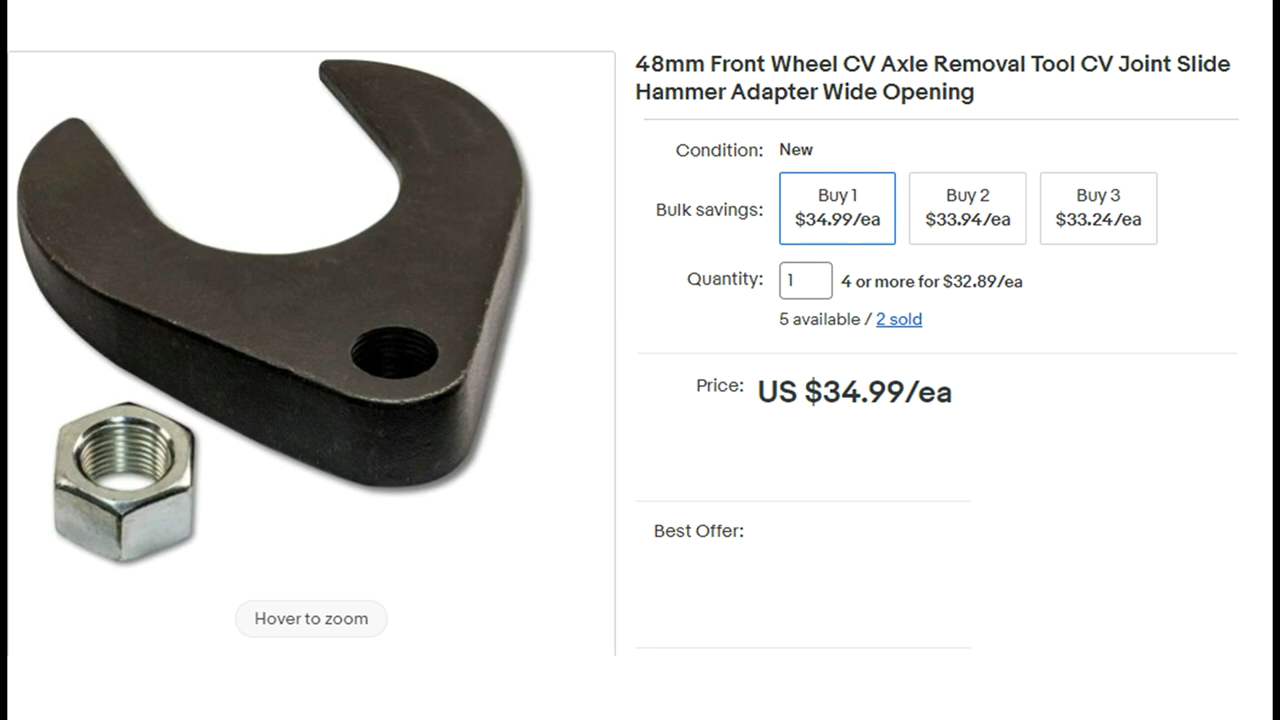 48mm Front Wheel CV Axle Removal Tool CV Joint Slide
Hammer Adapter Wide Opening
Condition: New
Bulk savings:
Buy 1
$34.99/ea
Buy 2
$33.94/ea
Buy 3
$33.24/ea
Quantity: 1 4 or more for $32.89/ea
5 available / 2 sold
Price: US $34.99/ea
Best Offer:
Hover to zoom